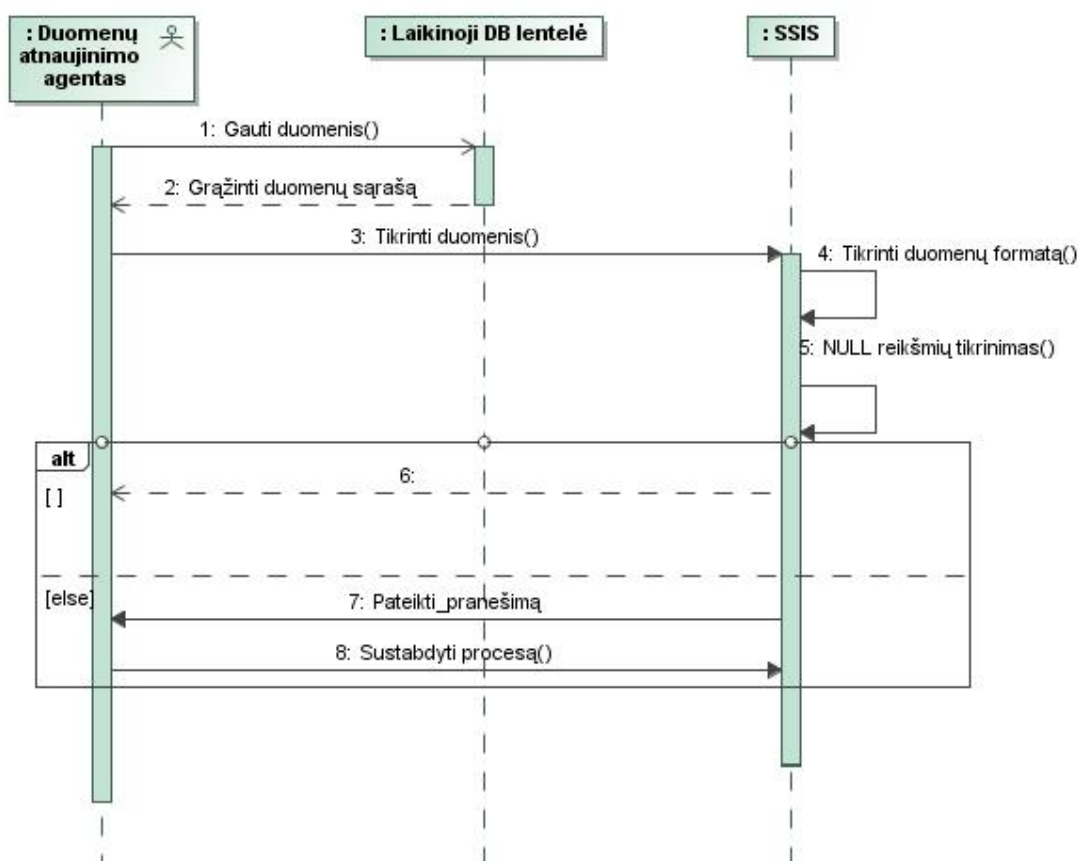 : Duomenų
atnaujinimo
agentas
: Laikinoji DB lentelė
: SSIS
1: Gauti duomenis()
2: Grąžinti duomenų sąrašą
3: Tikrinti duomenis()
4: Tikrinti duomenų formatą()
5: NULL reikšmių tikrinimas()
alt
6:
[ ]
[else]
7: Pateikti_pranešimą
8: Sustabdyti procesą()